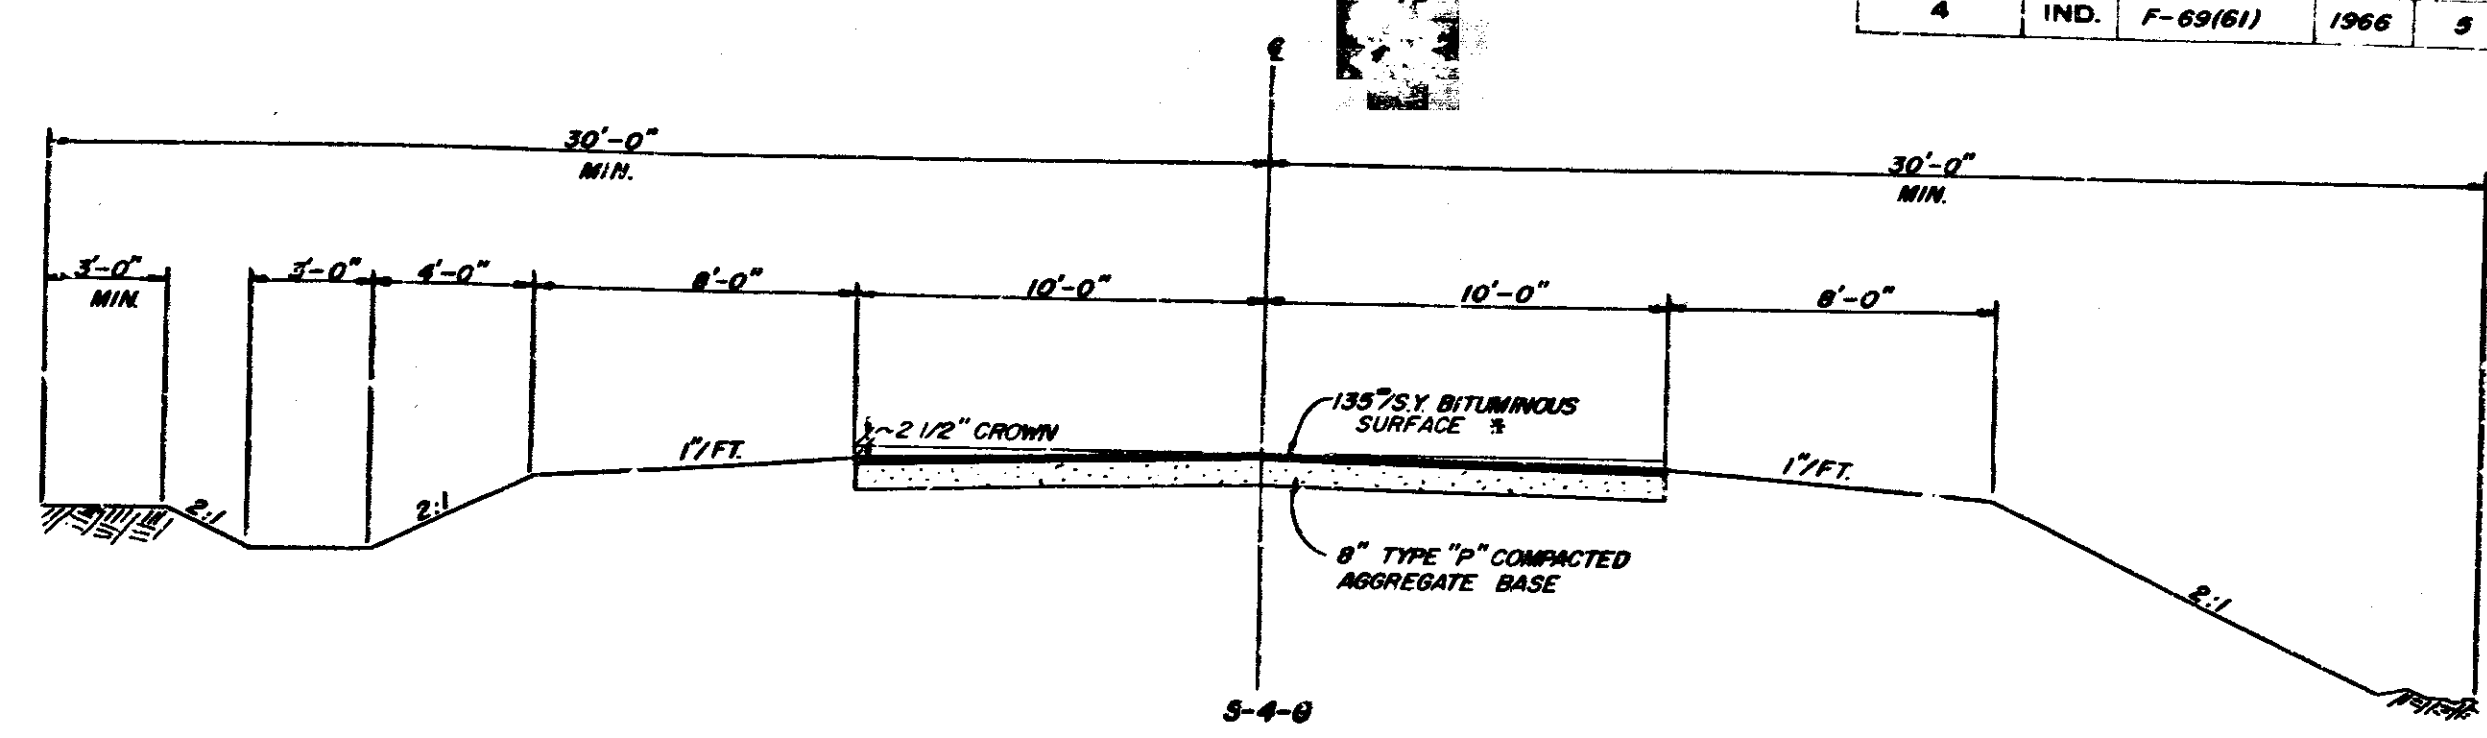 4 IND. F-69(61) 1966 5
℄
30'-0"
MIN.
30'-0"
MIN.
3'-0"
MIN.
3'-0"
4'-0"
8'-0"
10'-0"
10'-0"
8'-0"
135#/S.Y. BITUMINOUS
SURFACE *
~2 1/2" CROWN
1"/FT.
1"/FT.
2:1
2:1
8" TYPE "P" COMPACTED
AGGREGATE BASE
2:1